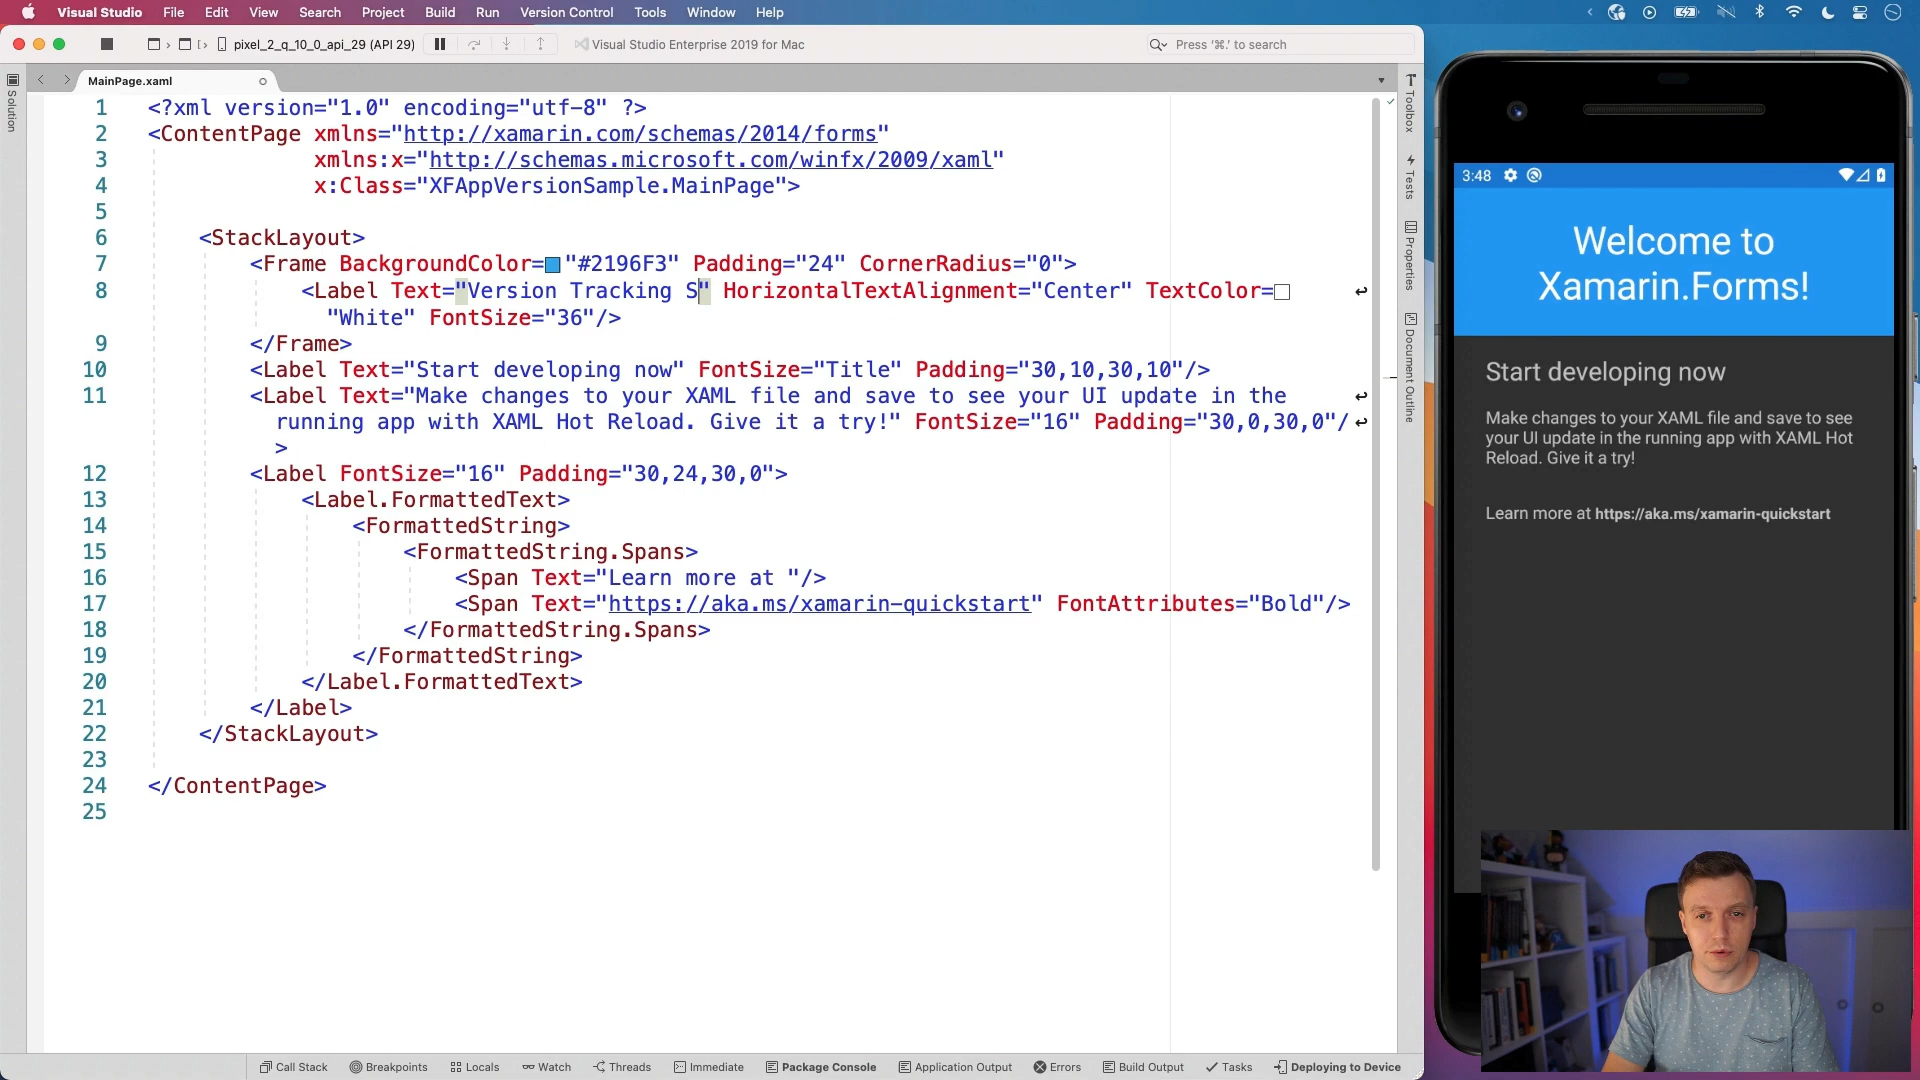 Visual Studio File Edit View Search Project Build Run Version Control Tools Window Help
pixel_2_q_10_0_api_29 (API 29) Visual Studio Enterprise 2019 for Mac Press '⌘.' to search
Solution
MainPage.xaml
1 <?xml version="1.0" encoding="utf-8" ?>
2 <ContentPage xmlns="http://xamarin.com/schemas/2014/forms"
3 xmlns:x="http://schemas.microsoft.com/winfx/2009/xaml"
4 x:Class="XFAppVersionSample.MainPage">
5
6 <StackLayout>
7 <Frame BackgroundColor="#2196F3" Padding="24" CornerRadius="0">
8 <Label Text="Version Tracking S" HorizontalTextAlignment="Center" TextColor=
"White" FontSize="36"/>
9 </Frame>
10 <Label Text="Start developing now" FontSize="Title" Padding="30,10,30,10"/>
11 <Label Text="Make changes to your XAML file and save to see your UI update in the
running app with XAML Hot Reload. Give it a try!" FontSize="16" Padding="30,0,30,0"/
>
12 <Label FontSize="16" Padding="30,24,30,0">
13 <Label.FormattedText>
14 <FormattedString>
15 <FormattedString.Spans>
16 <Span Text="Learn more at "/>
17 <Span Text="https://aka.ms/xamarin-quickstart" FontAttributes="Bold"/>
18 </FormattedString.Spans>
19 </FormattedString>
20 </Label.FormattedText>
21 </Label>
22 </StackLayout>
23
24 </ContentPage>
25
Toolbox
Tests
Properties
Document Outline
Call Stack Breakpoints Locals Watch Threads Immediate Package Console Application Output Errors Build Output Tasks Deploying to Device
3:48
Welcome to
Xamarin.Forms!
Start developing now
Make changes to your XAML file and save to see
your UI update in the running app with XAML Hot
Reload. Give it a try!
Learn more at https://aka.ms/xamarin-quickstart